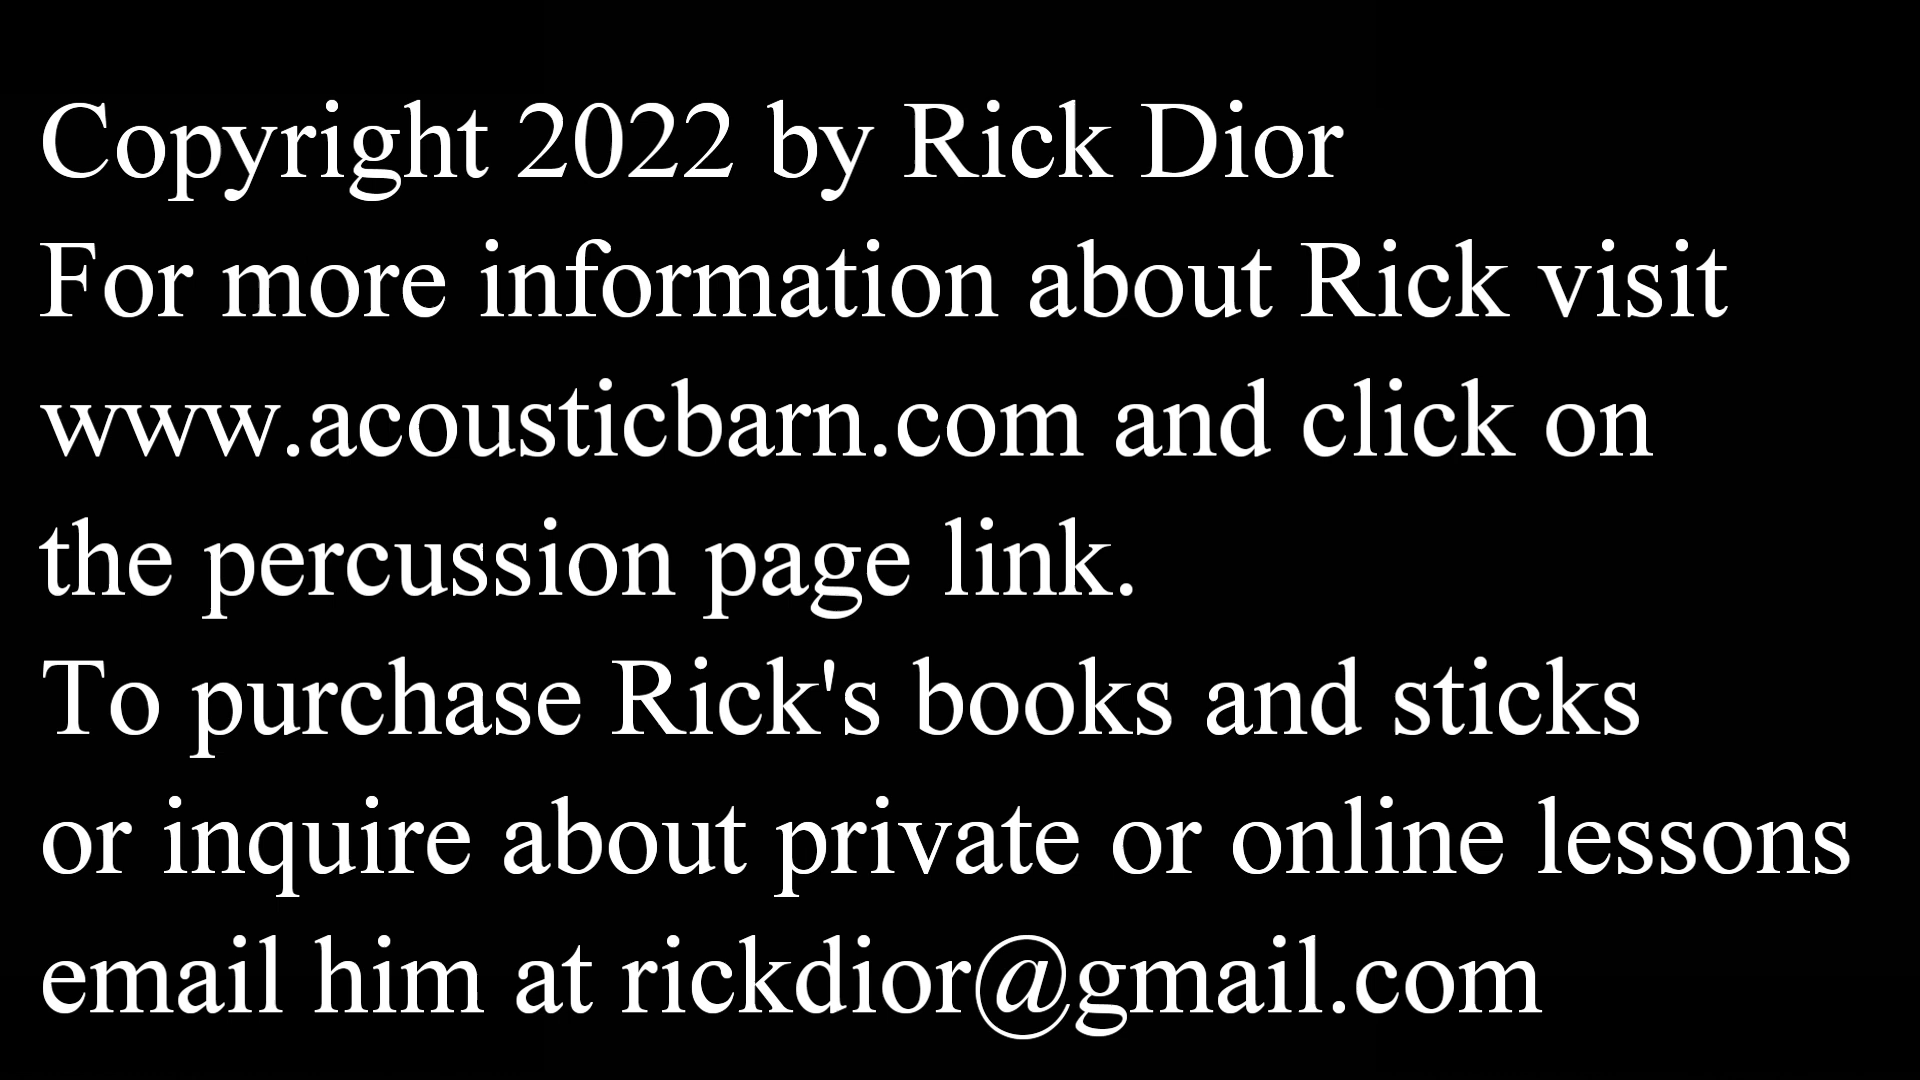 Copyright 2022 by Rick Dior
For more information about Rick visit
www.acousticbarn.com and click on
the percussion page link.
To purchase Rick's books and sticks
or inquire about private or online lessons
email him at rickdior@gmail.com